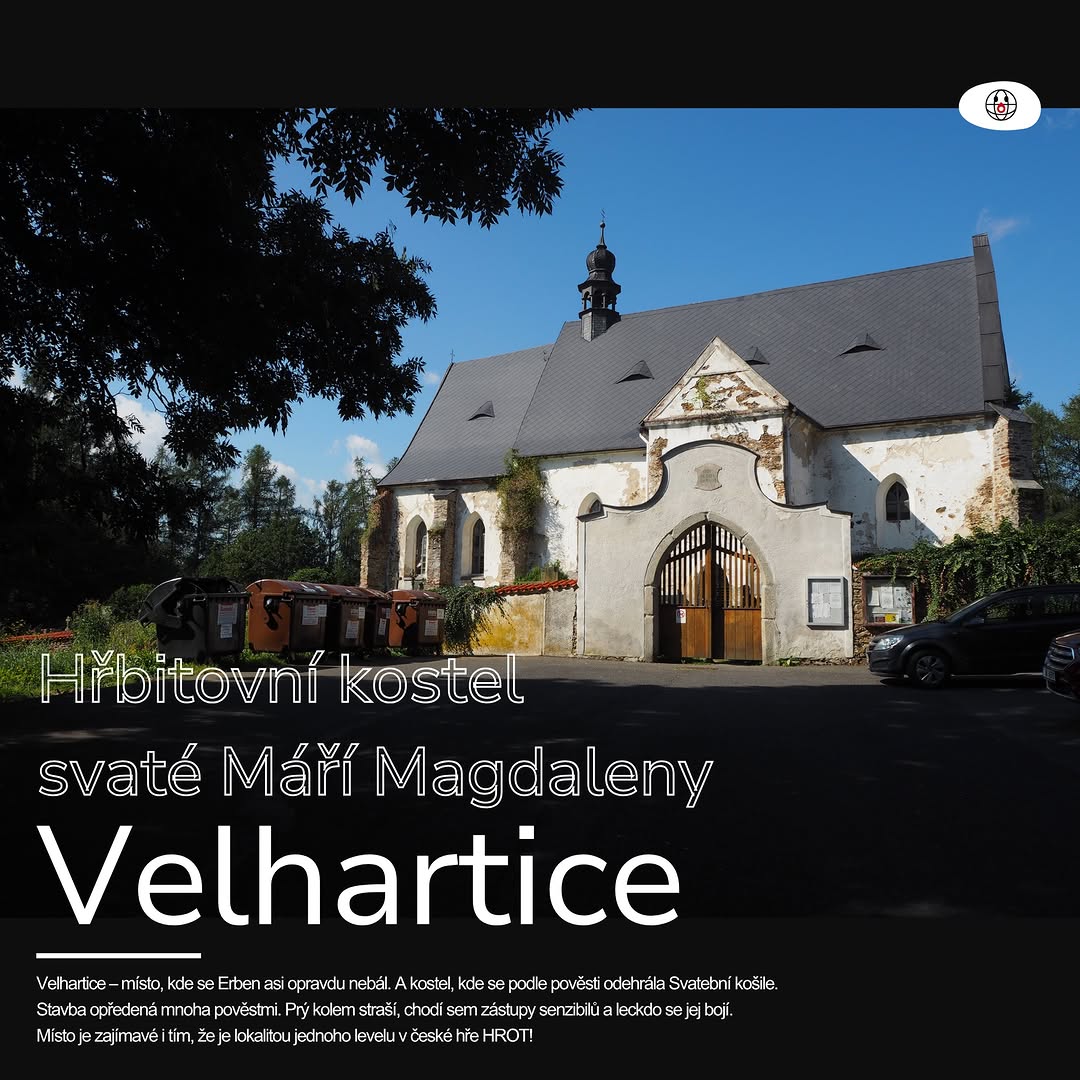 Hřbitovní kostel
svaté Máří Magdaleny
Velhartice
Velhartice – místo, kde se Erben asi opravdu nebál. A kostel, kde se podle pověsti odehrála Svatební košile.
Stavba opředená mnoha pověstmi. Prý kolem straší, chodí sem zástupy senzibilů a leckdo se jej bojí.
Místo je zajímavé i tím, že je lokalitou jednoho levelu v české hře HROT!